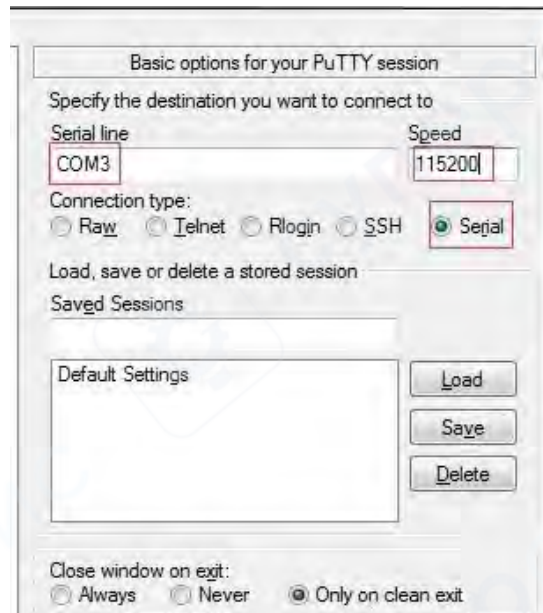 Basic options for your PuTTY session
Specify the destination you want to connect to
Serial line Speed
COM3 115200
Connection type:
Raw Telnet Rlogin SSH Serial
Load, save or delete a stored session
Saved Sessions
Default Settings
Load
Save
Delete
Close window on exit:
Always Never Only on clean exit